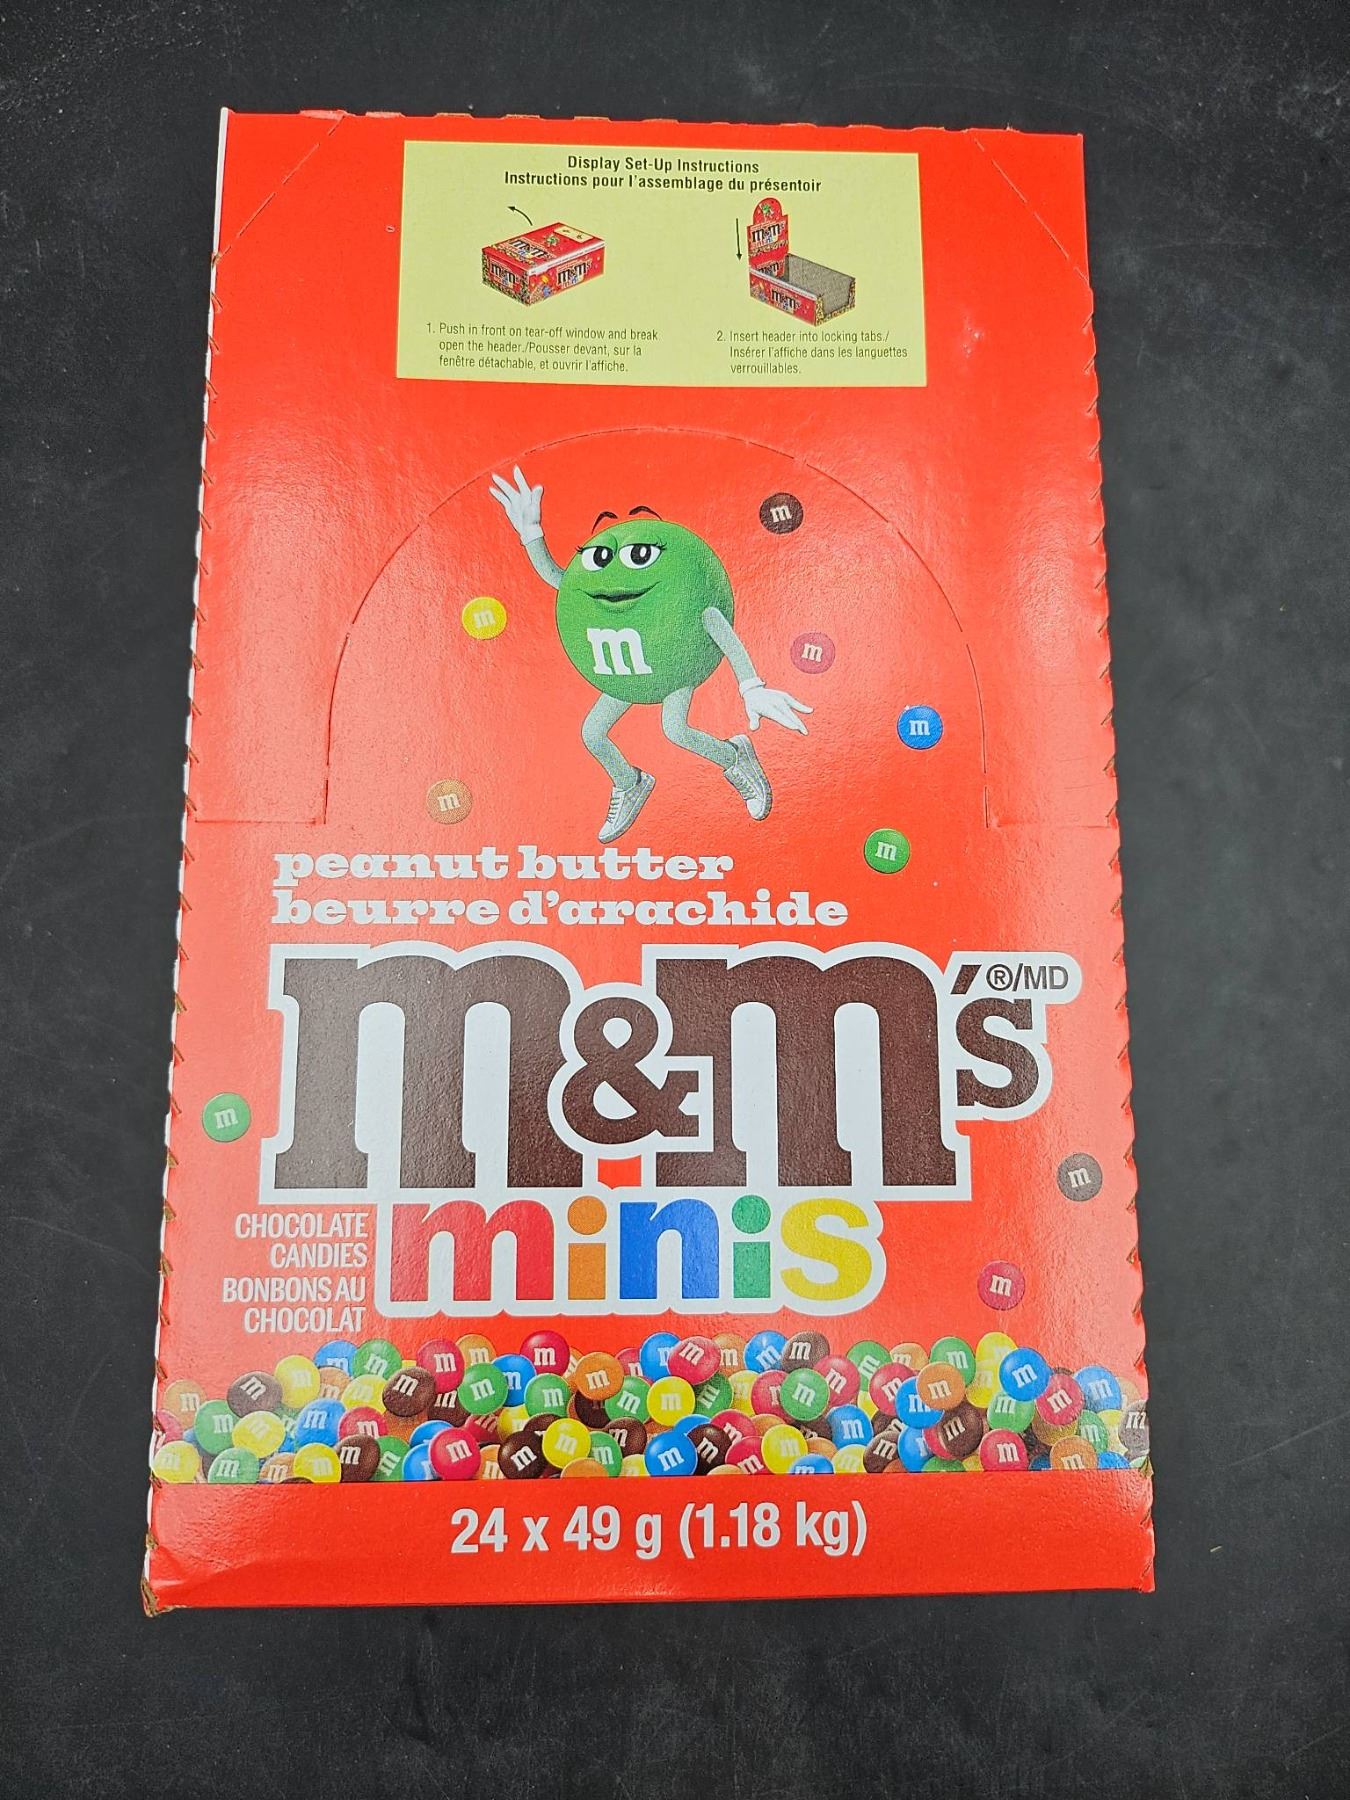 Display Set-Up Instructions
Instructions pour l'assemblage du présentoir
1. Push in front on tear-off window and break
open the header./Pousser devant, sur la
fenêtre détachable, et ouvrir l'affiche.
2. Insert header into locking tabs./
Insérer l'affiche dans les languettes
verrouillables.
m
peanut butter
beurre d'arachide
m&m's ®/MD
minis
CHOCOLATE
CANDIES
BONBONS AU
CHOCOLAT
24 x 49 g (1.18 kg)